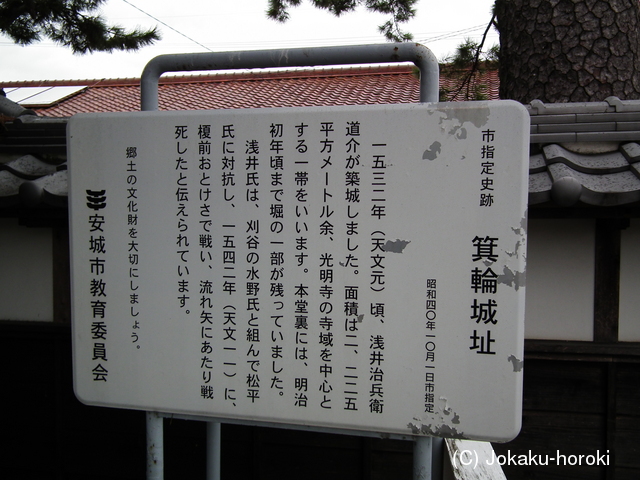 市指定史跡
箕輪城址
昭和四〇年一〇月一日市指定
一五三二年(天文元)頃、浅井治兵衛
道介が築城しました。面積は二、二二五
平方メートル余、光明寺の寺域を中心と
する一帯をいいます。本堂裏には、明治
初年頃まで堀の一部が残っていました。
浅井氏は、刈谷の水野氏と組んで松平
氏に対抗し、一五四二年(天文一一)に、
榎前おとけさで戦い、流れ矢にあたり戦
死したと伝えられています。
郷土の文化財を大切にしましょう。
安城市教育委員会
(C) Jokaku-horoki